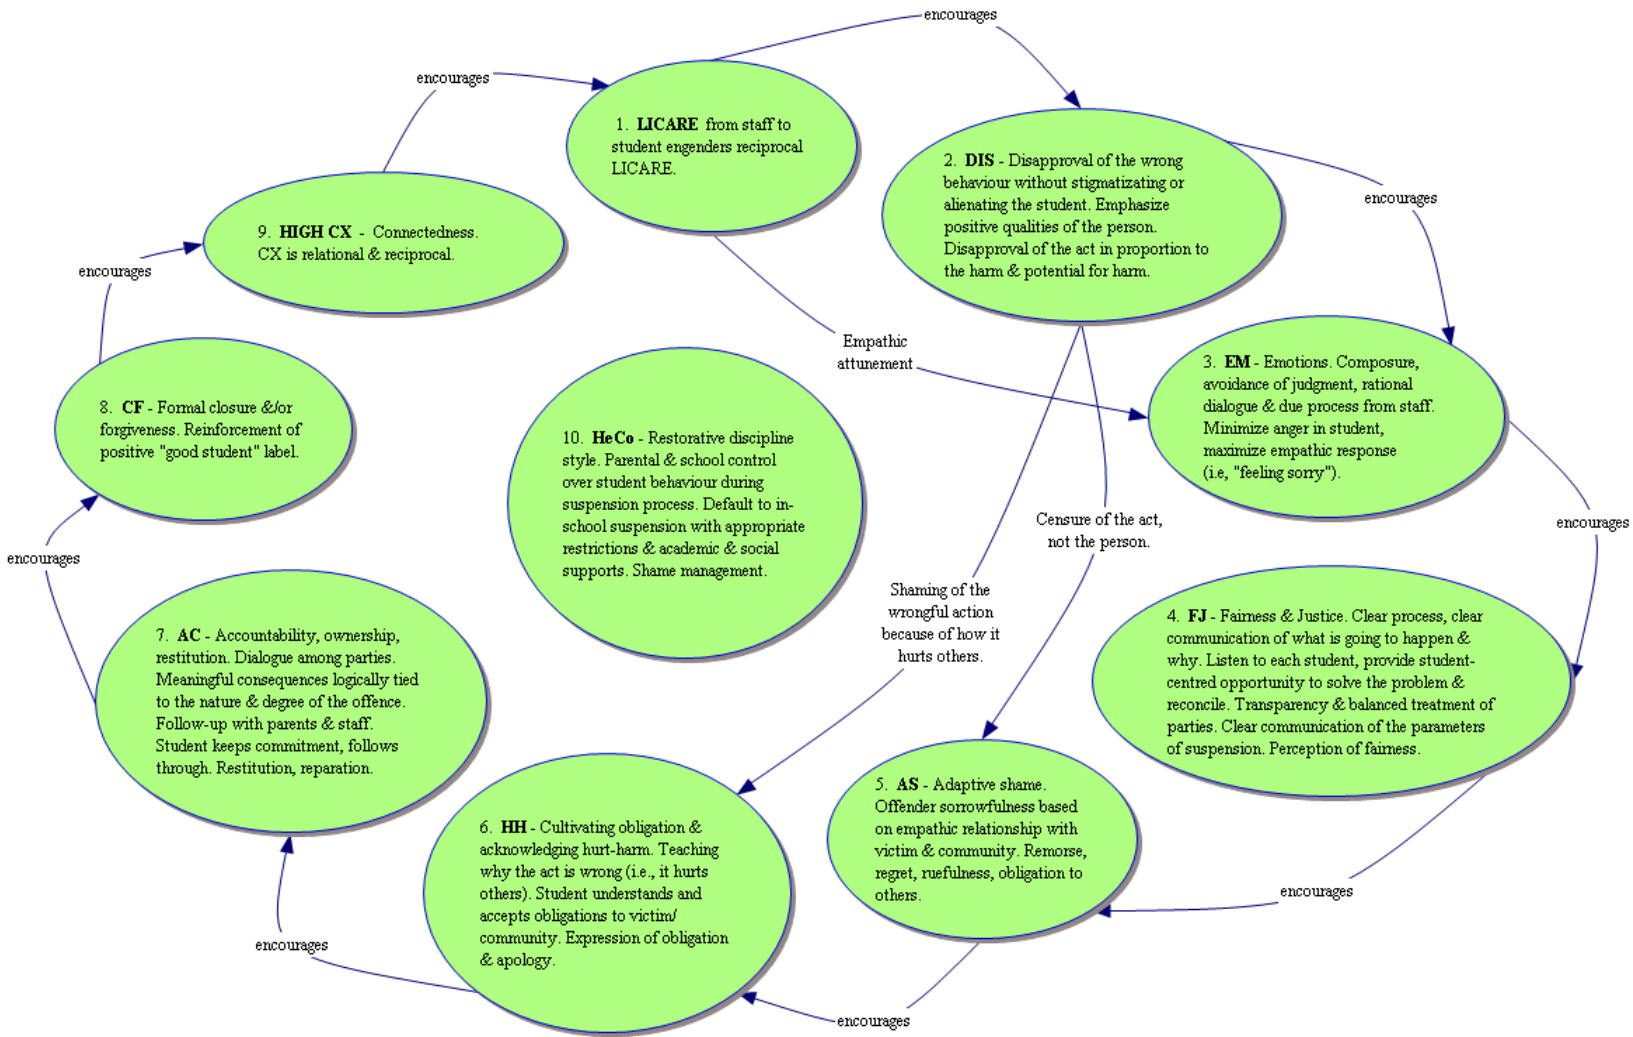 encourages
encourages
1. LICARE from staff to
student engenders reciprocal
LICARE.
2. DIS - Disapproval of the wrong
behaviour without stigmatizating or
alienating the student. Emphasize
positive qualities of the person.
Disapproval of the act in proportion to
the harm & potential for harm.
encourages
9. HIGH CX - Connectedness.
CX is relational & reciprocal.
encourages
Empathic
attunement
3. EM - Emotions. Composure,
avoidance of judgment, rational
dialogue & due process from staff.
Minimize anger in student,
maximize empathic response
(i.e, "feeling sorry").
8. CF - Formal closure &/or
forgiveness. Reinforcement of
positive "good student" label.
10. HeCo - Restorative discipline
style. Parental & school control
over student behaviour during
suspension process. Default to in-
school suspension with appropriate
restrictions & academic & social
supports. Shame management.
Censure of the act,
not the person.
encourages
encourages
Shaming of the
wrongful action
because of how it
hurts others.
4. FJ - Fairness & Justice. Clear process, clear
communication of what is going to happen &
why. Listen to each student, provide student-
centred opportunity to solve the problem &
reconcile. Transparency & balanced treatment of
parties. Clear communication of the parameters
of suspension. Perception of fairness.
7. AC - Accountability, ownership,
restitution. Dialogue among parties.
Meaningful consequences logically tied
to the nature & degree of the offence.
Follow-up with parents & staff.
Student keeps commitment, follows
through. Restitution, reparation.
5. AS - Adaptive shame.
Offender sorrowfulness based
on empathic relationship with
victim & community. Remorse,
regret, ruefulness, obligation to
others.
6. HH - Cultivating obligation &
acknowledging hurt-harm. Teaching
why the act is wrong (i.e., it hurts
others). Student understands and
accepts obligations to victim/
community. Expression of obligation
& apology.
encourages
encourages
encourages